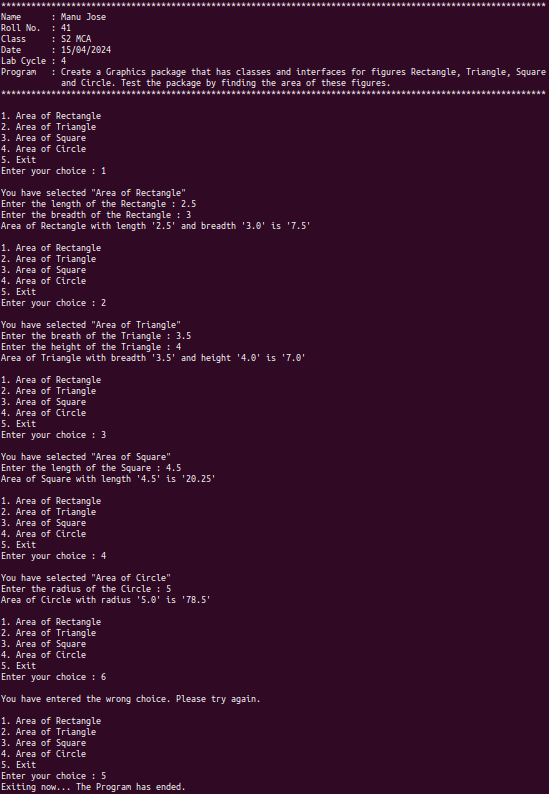 *************************************************************************************************************
Name      : Manu Jose
Roll No.  : 41
Class     : S2 MCA
Date      : 15/04/2024
Lab Cycle : 4
Program   : Create a Graphics package that has classes and interfaces for figures Rectangle, Triangle, Square
            and Circle. Test the package by finding the area of these figures.
*************************************************************************************************************
1. Area of Rectangle
2. Area of Triangle
3. Area of Square
4. Area of Circle
5. Exit
Enter your choice : 1
You have selected "Area of Rectangle"
Enter the length of the Rectangle : 2.5
Enter the breadth of the Rectangle : 3
Area of Rectangle with length '2.5' and breadth '3.0' is '7.5'
1. Area of Rectangle
2. Area of Triangle
3. Area of Square
4. Area of Circle
5. Exit
Enter your choice : 2
You have selected "Area of Triangle"
Enter the breath of the Triangle : 3.5
Enter the height of the Triangle : 4
Area of Triangle with breadth '3.5' and height '4.0' is '7.0'
1. Area of Rectangle
2. Area of Triangle
3. Area of Square
4. Area of Circle
5. Exit
Enter your choice : 3
You have selected "Area of Square"
Enter the length of the Square : 4.5
Area of Square with length '4.5' is '20.25'
1. Area of Rectangle
2. Area of Triangle
3. Area of Square
4. Area of Circle
5. Exit
Enter your choice : 4
You have selected "Area of Circle"
Enter the radius of the Circle : 5
Area of Circle with radius '5.0' is '78.5'
1. Area of Rectangle
2. Area of Triangle
3. Area of Square
4. Area of Circle
5. Exit
Enter your choice : 6
You have entered the wrong choice. Please try again.
1. Area of Rectangle
2. Area of Triangle
3. Area of Square
4. Area of Circle
5. Exit
Enter your choice : 5
Exiting now... The Program has ended.